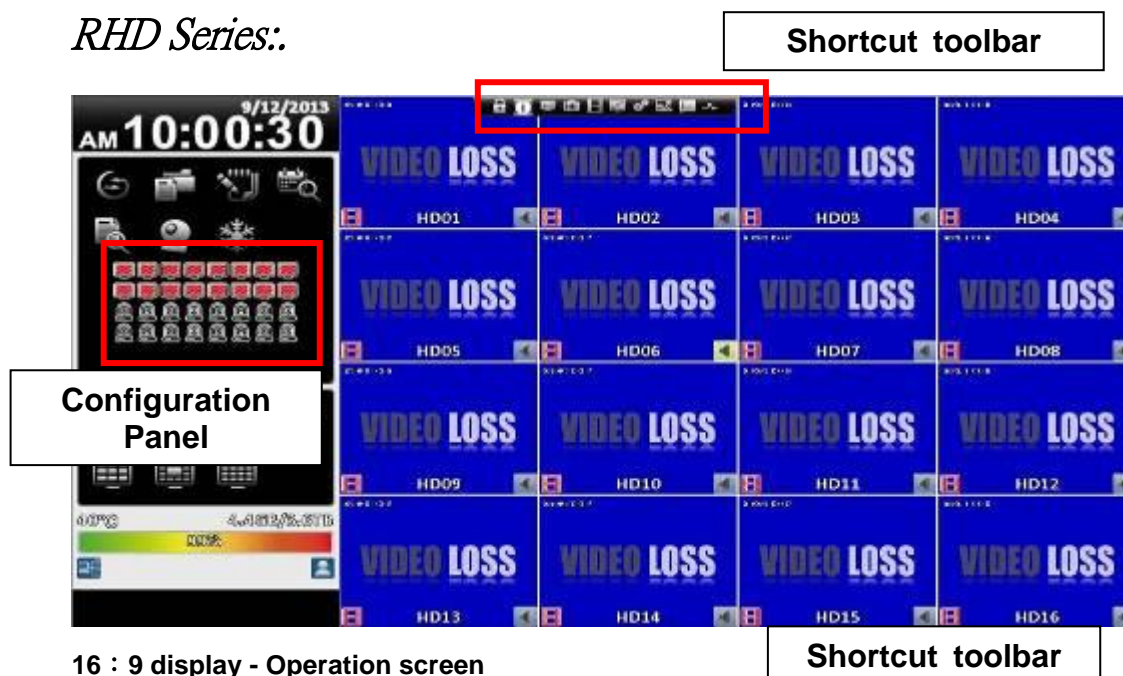 RHD Series:.
Shortcut toolbar
9/12/2013
AM 10:00:30
VIDEO LOSS VIDEO LOSS VIDEO LOSS VIDEO LOSS
HD01 HD02 HD03 HD04
VIDEO LOSS VIDEO LOSS VIDEO LOSS VIDEO LOSS
HD05 HD06 HD07 HD08
Configuration
Panel
VIDEO LOSS VIDEO LOSS VIDEO LOSS VIDEO LOSS
HD09 HD10 HD11 HD12
VIDEO LOSS VIDEO LOSS VIDEO LOSS VIDEO LOSS
HD13 HD14 HD15 HD16
16：9 display - Operation screen
Shortcut toolbar